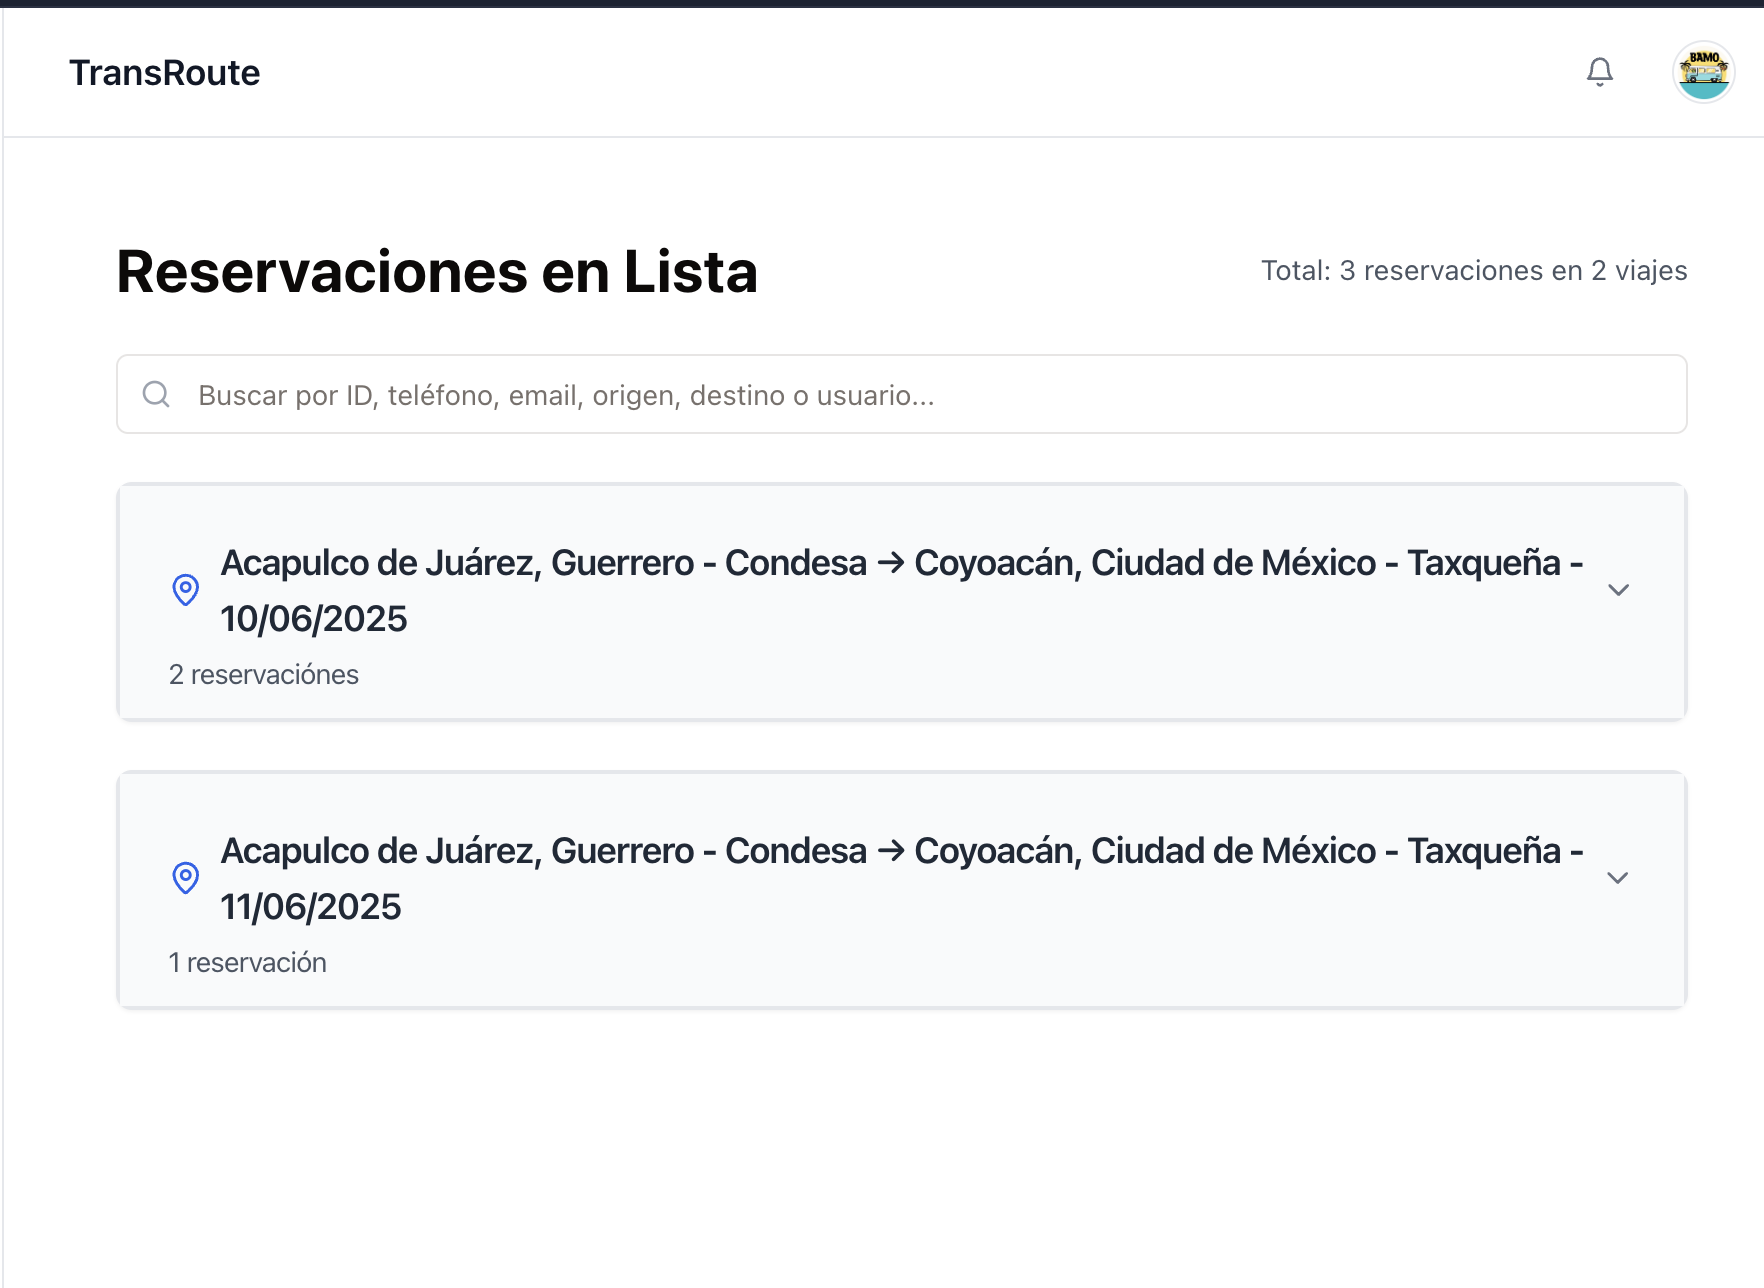 TransRoute
BAMO
Reservaciones en Lista
Total: 3 reservaciones en 2 viajes
Buscar por ID, teléfono, email, origen, destino o usuario...
Acapulco de Juárez, Guerrero - Condesa → Coyoacán, Ciudad de México - Taxqueña -
10/06/2025
2 reservaciónes
Acapulco de Juárez, Guerrero - Condesa → Coyoacán, Ciudad de México - Taxqueña -
11/06/2025
1 reservación